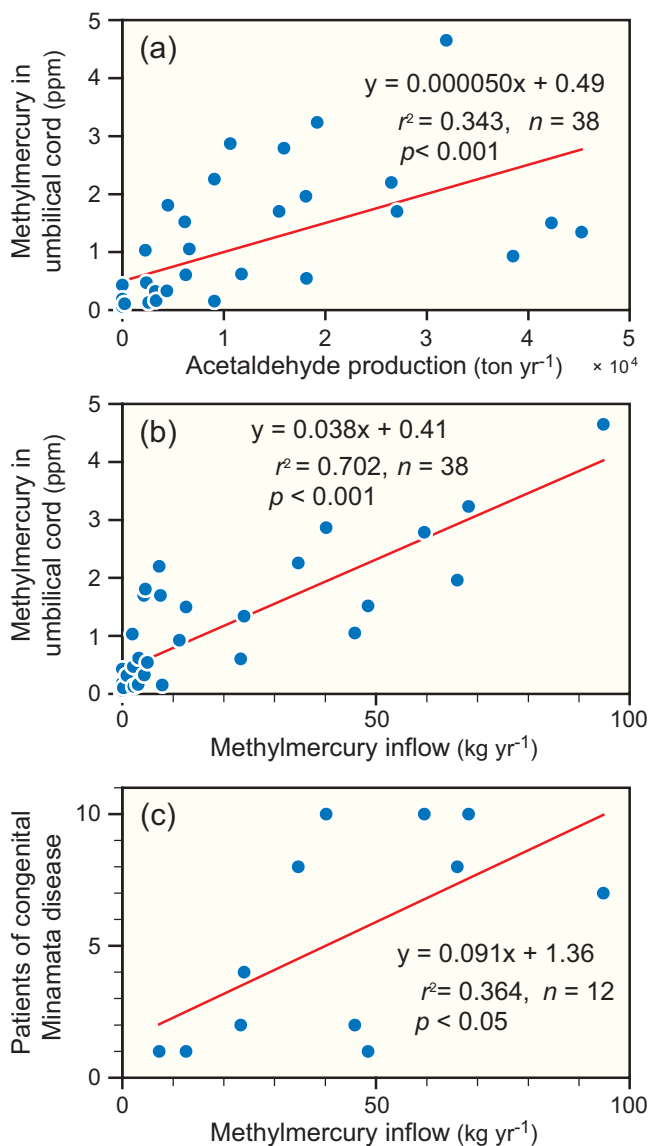 (a)
Methylmercury in
umbilical cord (ppm)
5
4
3
2
1
0
y = 0.000050x + 0.49
r² = 0.343, n = 38
p< 0.001
0 1 2 3 4 5
Acetaldehyde production (ton yr⁻¹) × 10⁴
(b)
Methylmercury in
umbilical cord (ppm)
5
4
3
2
1
0
y = 0.038x + 0.41
r² = 0.702, n = 38
p < 0.001
0 50 100
Methylmercury inflow (kg yr⁻¹)
(c)
Patients of congenital
Minamata disease
10
5
0
y = 0.091x + 1.36
r²= 0.364, n = 12
p < 0.05
0 50 100
Methylmercury inflow (kg yr⁻¹)